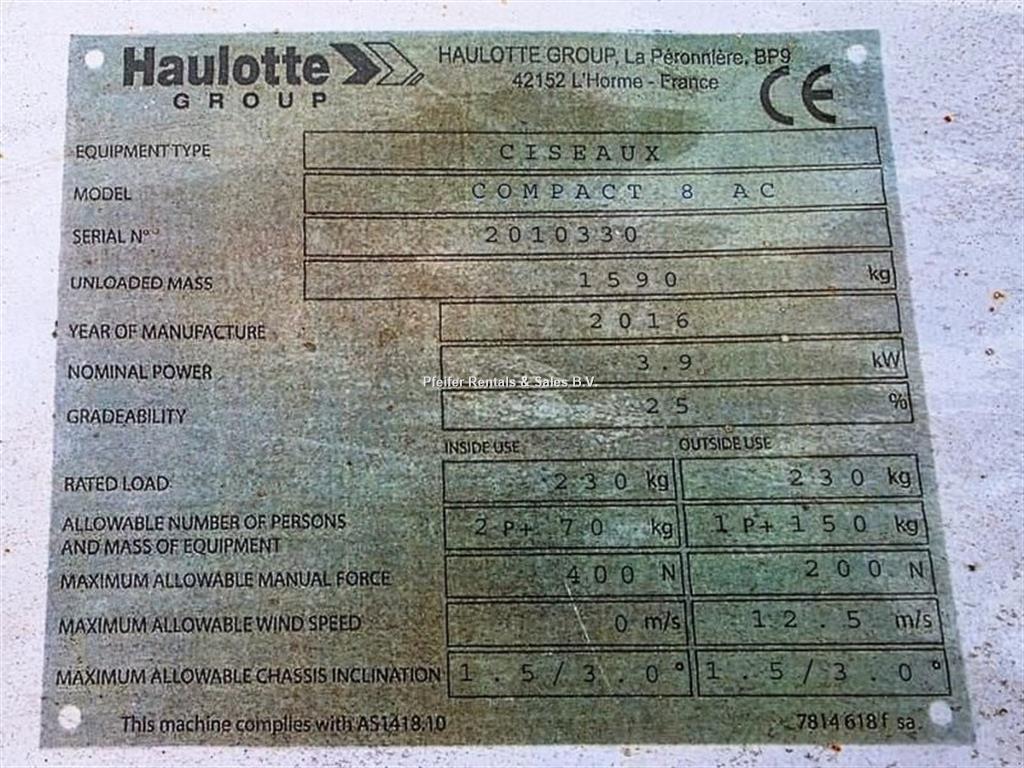 Haulotte
GROUP
HAULOTTE GROUP, La Péronnière, BP9
42152 L'Horme - France
CE
EQUIPMENT TYPE CISEAUX
MODEL COMPACT 8 AC
SERIAL N° 2010330
UNLOADED MASS 1590 kg
YEAR OF MANUFACTURE 2016
NOMINAL POWER 3.9 kW
Pfeifer Rentals & Sales B.V.
GRADEABILITY 25 %
INSIDE USE OUTSIDE USE
RATED LOAD 230 kg 230 kg
ALLOWABLE NUMBER OF PERSONS
AND MASS OF EQUIPMENT 2 P+ 70 kg 1 P+ 150 kg
MAXIMUM ALLOWABLE MANUAL FORCE 400 N 200 N
MAXIMUM ALLOWABLE WIND SPEED 0 m/s 12.5 m/s
MAXIMUM ALLOWABLE CHASSIS INCLINATION 1.5/3.0° 1.5/3.0°
This machine complies with AS1418.10 7814 618 f sa